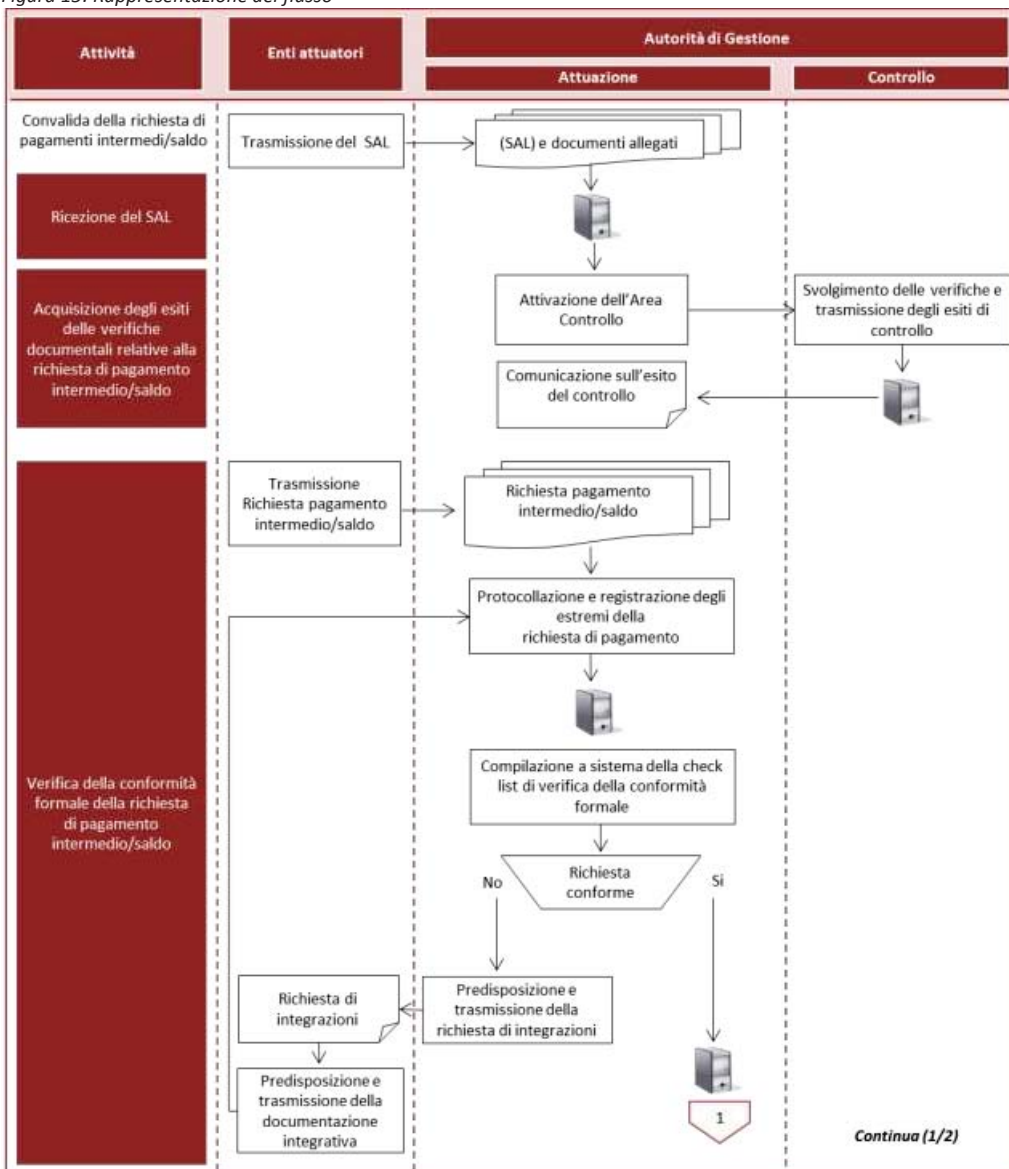 Figura 15: Rappresentazione del flusso
Attività
Enti attuatori
Autorità di Gestione
Attuazione
Controllo
Convalida della richiesta di
pagamenti intermedi/saldo
Trasmissione del SAL
(SAL) e documenti allegati
Ricezione del SAL
Acquisizione degli esiti
delle verifiche
documentali relative alla
richiesta di pagamento
intermedio/saldo
Attivazione dell'Area
Controllo
Svolgimento delle verifiche e
trasmissione degli esiti di
controllo
Comunicazione sull'esito
del controllo
Trasmissione
Richiesta pagamento
intermedio/saldo
Richiesta pagamento
intermedio/saldo
Protocollazione e registrazione degli
estremi della
richiesta di pagamento
Verifica della conformità
formale della richiesta
di pagamento
intermedio/saldo
Compilazione a sistema della check
list di verifica della conformità
formale
Richiesta
conforme
No
Si
Predisposizione e
trasmissione della
richiesta di integrazioni
Richiesta di
integrazioni
Predisposizione e
trasmissione della
documentazione
integrativa
1
Continua (1/2)